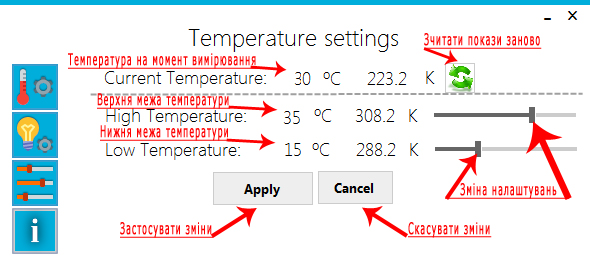 Temperature settings
Зчитати покази заново
Температура на момент вимірювання
Current Temperature: 30 ºC 223.2 K
Верхня межа температури
High Temperature: 35 ºC 308.2 K
Нижня межа температури
Low Temperature: 15 ºC 288.2 K
Apply Cancel
Зміна налаштувань
Застосувати зміни
Скасувати зміни
i